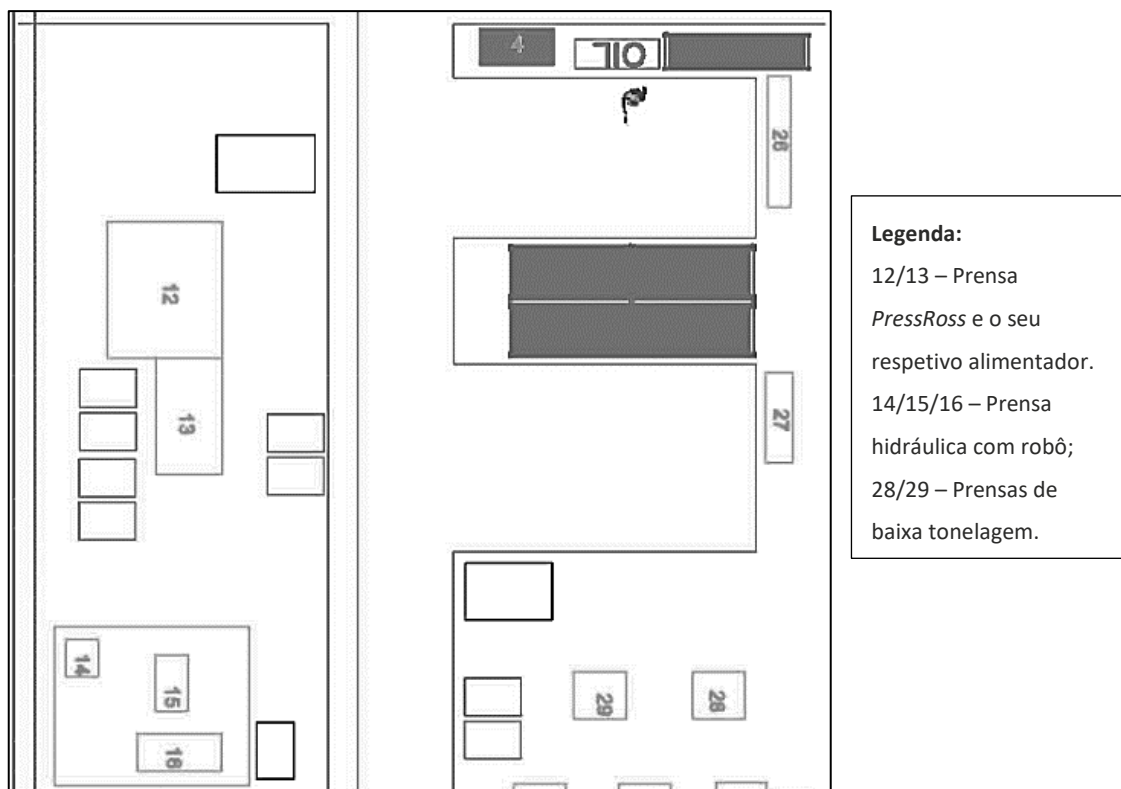 4
OIL
26
12
13
27
14
15
16
29
28
Legenda:
12/13 – Prensa
PressRoss e o seu
respetivo alimentador.
14/15/16 – Prensa
hidráulica com robô;
28/29 – Prensas de
baixa tonelagem.